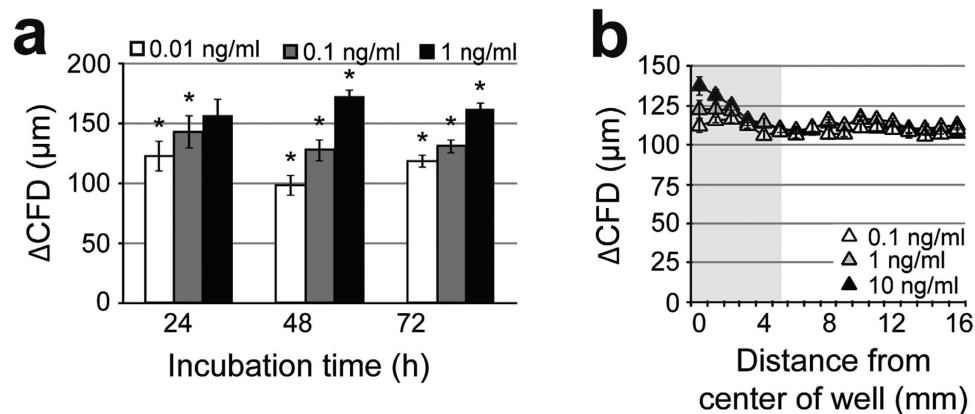 a
0.01 ng/ml 0.1 ng/ml 1 ng/ml
ΔCFD (µm)
200
150
100
50
0
* * * * * * * *
24 48 72
Incubation time (h)
b
ΔCFD (µm)
150
125
100
75
50
25
0
0.1 ng/ml
1 ng/ml
10 ng/ml
0 4 8 12 16
Distance from
center of well (mm)